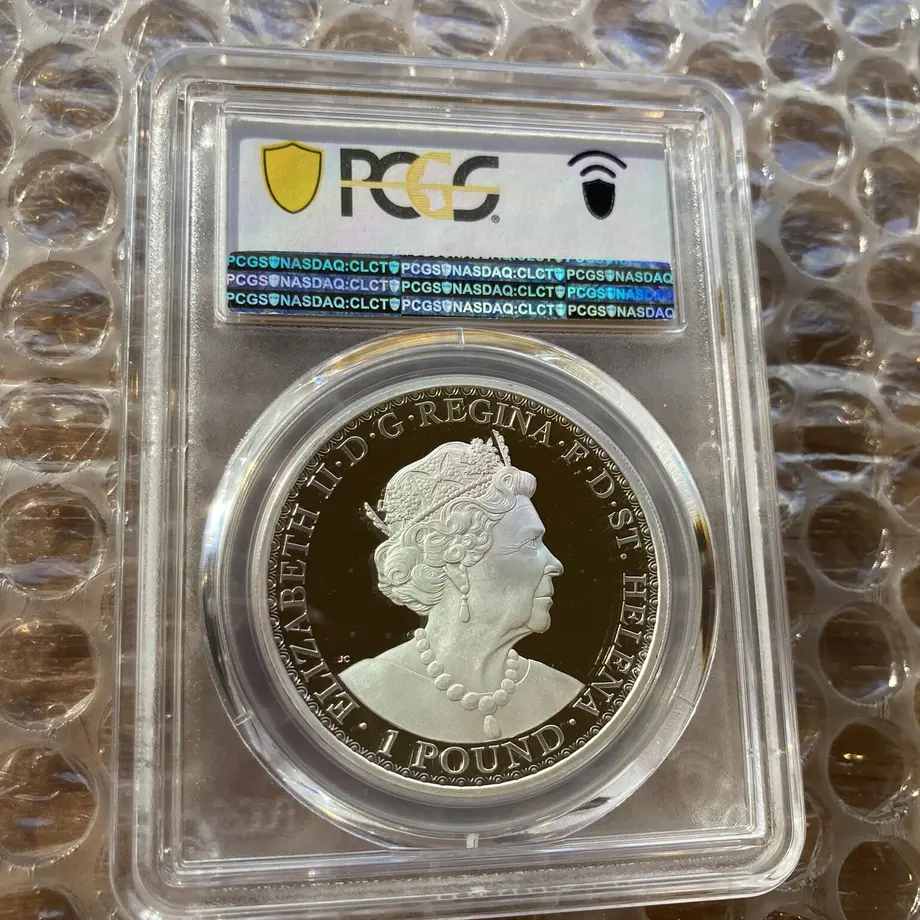 PCGS®
PCGS NASDAQ:CLCT PCGS NASDAQ:CLCT PCGS NASDAQ
PCGS NASDAQ:CLCT PCGS NASDAQ:CLCT PCGS NASDAQ
PCGS NASDAQ:CLCT PCGS NASDAQ:CLCT PCGS NASDAQ
ELIZABETH II·D·G·REGINA·F·D·ST. HELENA
JC
·1 POUND·